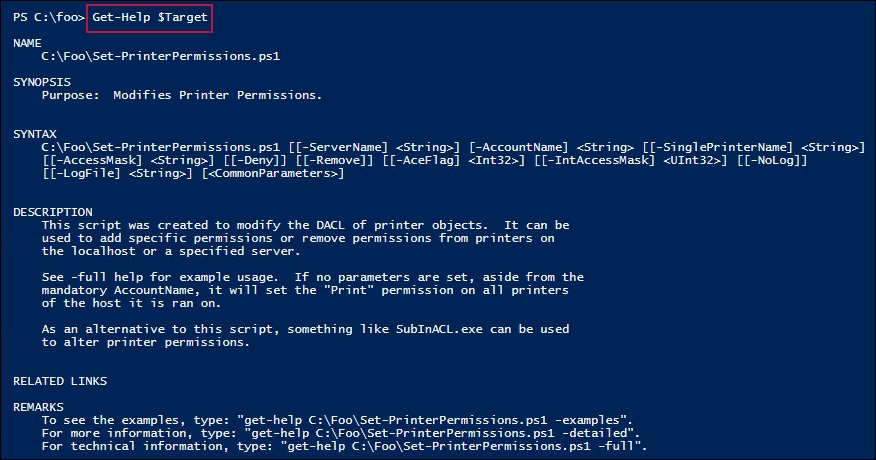 PS C:\foo> Get-Help $Target
NAME
C:\Foo\Set-PrinterPermissions.ps1
SYNOPSIS
Purpose:  Modifies Printer Permissions.
SYNTAX
C:\Foo\Set-PrinterPermissions.ps1 [[-ServerName] <String>] [-AccountName] <String> [[-SinglePrinterName] <String>]
[[-AccessMask] <String>] [[-Deny]] [[-Remove]] [[-AceFlag] <Int32>] [[-IntAccessMask] <UInt32>] [[-NoLog]]
[[-LogFile] <String>] [<CommonParameters>]
DESCRIPTION
This script was created to modify the DACL of printer objects.  It can be
used to add specific permissions or remove permissions from printers on
the localhost or a specified server.
See -full help for example usage.  If no parameters are set, aside from the
mandatory AccountName, it will set the "Print" permission on all printers
of the host it is ran on.
As an alternative to this script, something like SubInACL.exe can be used
to alter printer permissions.
RELATED LINKS
REMARKS
To see the examples, type: "get-help C:\Foo\Set-PrinterPermissions.ps1 -examples".
For more information, type: "get-help C:\Foo\Set-PrinterPermissions.ps1 -detailed".
For technical information, type: "get-help C:\Foo\Set-PrinterPermissions.ps1 -full".